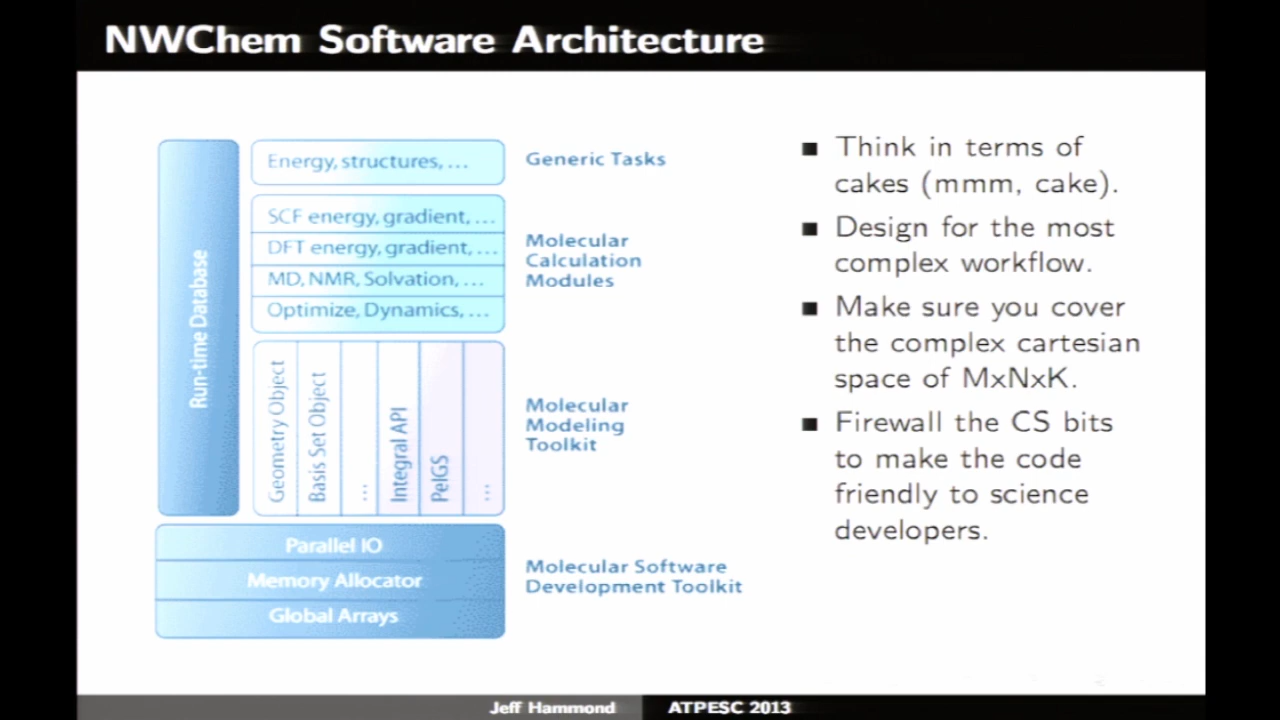 NWChem Software Architecture
Run-time Database
Energy, structures, ...
Generic Tasks
SCF energy, gradient, ...
DFT energy, gradient, ...
MD, NMR, Solvation, ...
Optimize, Dynamics, ...
Molecular
Calculation
Modules
Geometry Object
Basis Set Object
...
Integral API
PeIGS
...
Molecular
Modeling
Toolkit
Parallel IO
Memory Allocator
Global Arrays
Molecular Software
Development Toolkit
Think in terms of
cakes (mmm, cake).
Design for the most
complex workflow.
Make sure you cover
the complex cartesian
space of MxNxK.
Firewall the CS bits
to make the code
friendly to science
developers.
Jeff Hammond
ATPESC 2013